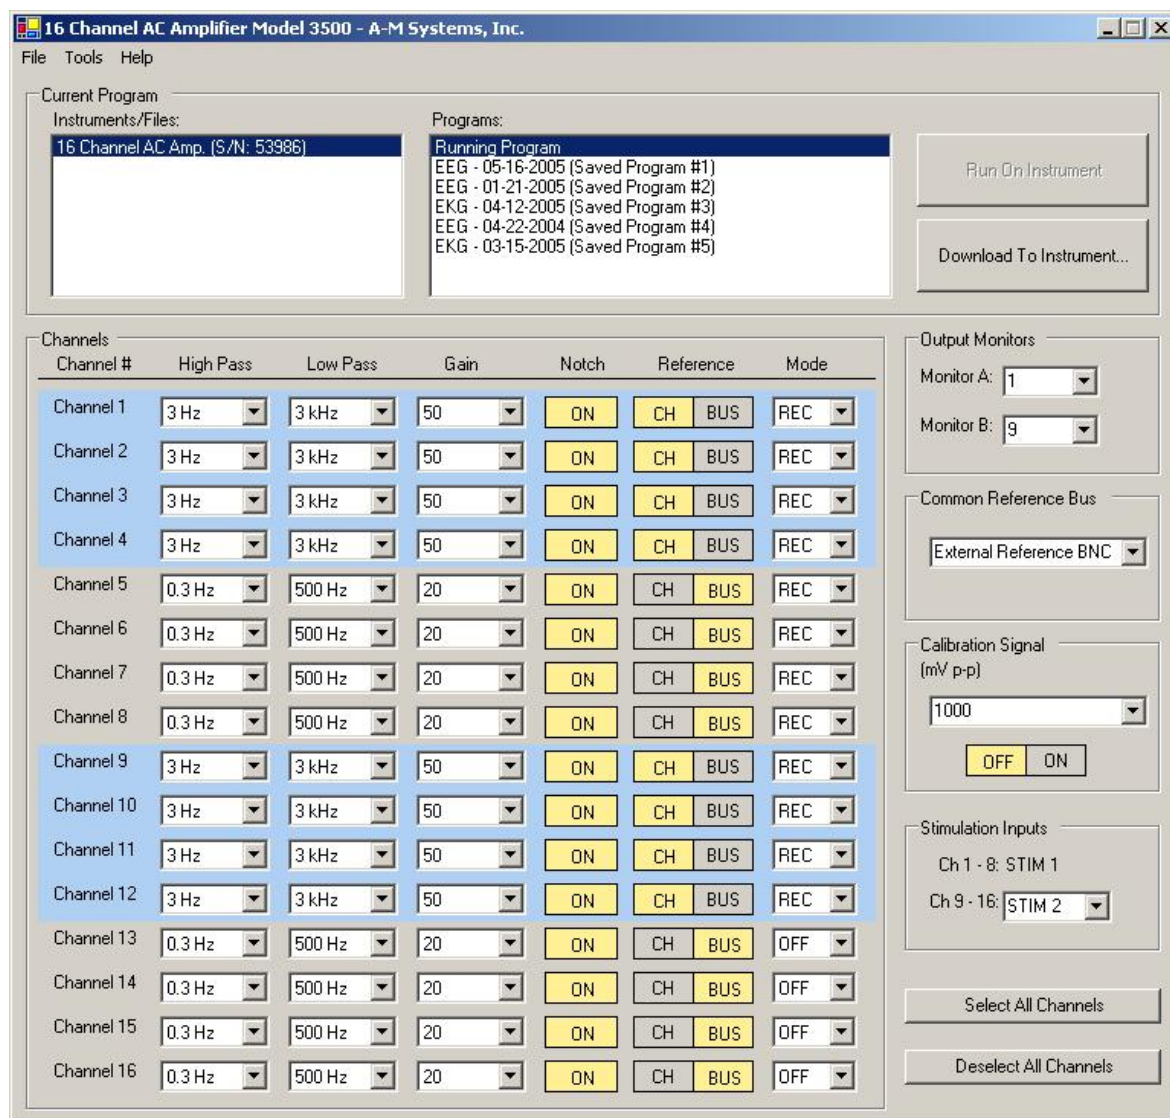 16 Channel AC Amplifier Model 3500 - A-M Systems, Inc.
File Tools Help
Current Program
Instruments/Files:
16 Channel AC Amp. (S/N: 53986)
Programs:
Running Program
EEG - 05-16-2005 (Saved Program #1)
EEG - 01-21-2005 (Saved Program #2)
EKG - 04-12-2005 (Saved Program #3)
EEG - 04-22-2004 (Saved Program #4)
EKG - 03-15-2005 (Saved Program #5)
Run On Instrument
Download To Instrument...
Channels
Channel # High Pass Low Pass Gain Notch Reference Mode
Channel 1 3 Hz 3 kHz 50 ON CH BUS REC
Channel 2 3 Hz 3 kHz 50 ON CH BUS REC
Channel 3 3 Hz 3 kHz 50 ON CH BUS REC
Channel 4 3 Hz 3 kHz 50 ON CH BUS REC
Channel 5 0.3 Hz 500 Hz 20 ON CH BUS REC
Channel 6 0.3 Hz 500 Hz 20 ON CH BUS REC
Channel 7 0.3 Hz 500 Hz 20 ON CH BUS REC
Channel 8 0.3 Hz 500 Hz 20 ON CH BUS REC
Channel 9 3 Hz 3 kHz 50 ON CH BUS REC
Channel 10 3 Hz 3 kHz 50 ON CH BUS REC
Channel 11 3 Hz 3 kHz 50 ON CH BUS REC
Channel 12 3 Hz 3 kHz 50 ON CH BUS REC
Channel 13 0.3 Hz 500 Hz 20 ON CH BUS OFF
Channel 14 0.3 Hz 500 Hz 20 ON CH BUS OFF
Channel 15 0.3 Hz 500 Hz 20 ON CH BUS OFF
Channel 16 0.3 Hz 500 Hz 20 ON CH BUS OFF
Output Monitors
Monitor A: 1
Monitor B: 9
Common Reference Bus
External Reference BNC
Calibration Signal
(mV p-p)
1000
OFF ON
Stimulation Inputs
Ch 1 - 8: STIM 1
Ch 9 - 16: STIM 2
Select All Channels
Deselect All Channels